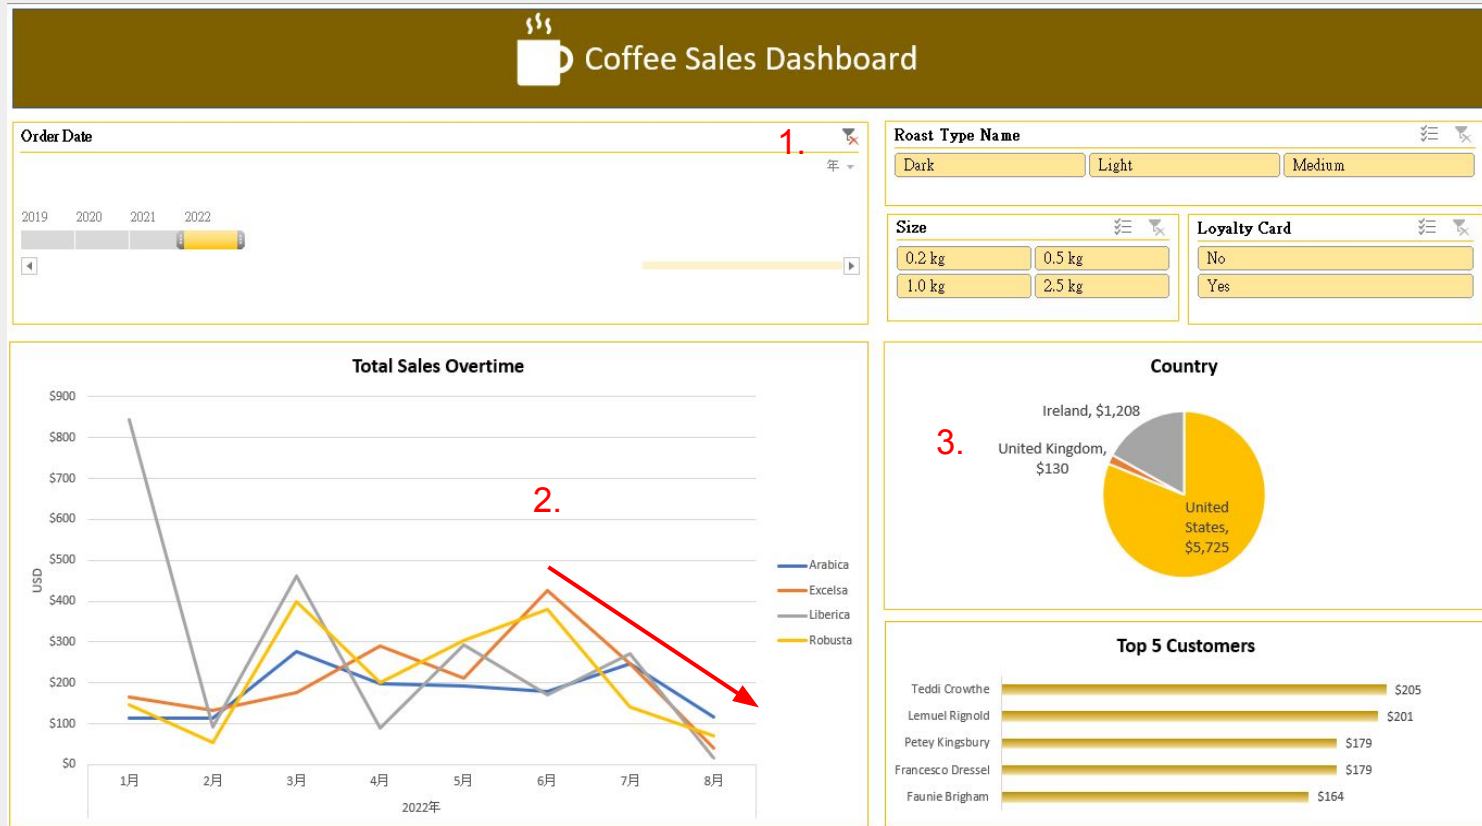 Coffee Sales Dashboard
Order Date
1.
年
2019 2020 2021 2022
Roast Type Name
Dark Light Medium
Size
0.2 kg 0.5 kg
1.0 kg 2.5 kg
Loyalty Card
No
Yes
Total Sales Overtime
$900
$800
$700
$600
$500
$400
$300
$200
$100
$0
USD
2.
1月 2月 3月 4月 5月 6月 7月 8月
2022年
Arabica
Excelsa
Liberica
Robusta
Country
3.
Ireland, $1,208
United Kingdom,
$130
United
States,
$5,725
Top 5 Customers
Teddi Crowthe $205
Lemuel Rignold $201
Petey Kingsbury $179
Francesco Dressel $179
Faunie Brigham $164